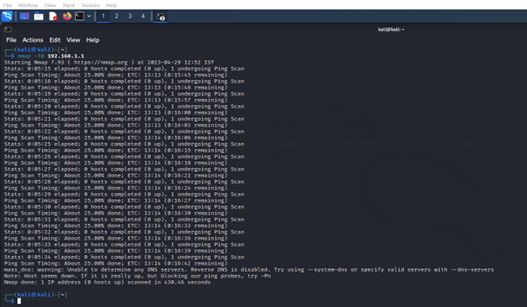 File Machine View Input Devices Help
1 2 3 4
kali@kali: ~
File Actions Edit View Help
(kali㉿kali)-[~]
$ nmap -T0 192.168.1.1
Starting Nmap 7.93 ( https://nmap.org ) at 2023-04-29 12:52 IST
Stats: 0:05:15 elapsed; 0 hosts completed (0 up), 1 undergoing Ping Scan
Ping Scan Timing: About 25.00% done; ETC: 13:13 (0:15:45 remaining)
Stats: 0:05:16 elapsed; 0 hosts completed (0 up), 1 undergoing Ping Scan
Ping Scan Timing: About 25.00% done; ETC: 13:13 (0:15:48 remaining)
Stats: 0:05:19 elapsed; 0 hosts completed (0 up), 1 undergoing Ping Scan
Ping Scan Timing: About 25.00% done; ETC: 13:13 (0:15:57 remaining)
Stats: 0:05:20 elapsed; 0 hosts completed (0 up), 1 undergoing Ping Scan
Ping Scan Timing: About 25.00% done; ETC: 13:13 (0:16:00 remaining)
Stats: 0:05:21 elapsed; 0 hosts completed (0 up), 1 undergoing Ping Scan
Ping Scan Timing: About 25.00% done; ETC: 13:13 (0:16:03 remaining)
Stats: 0:05:22 elapsed; 0 hosts completed (0 up), 1 undergoing Ping Scan
Ping Scan Timing: About 25.00% done; ETC: 13:14 (0:16:06 remaining)
Stats: 0:05:25 elapsed; 0 hosts completed (0 up), 1 undergoing Ping Scan
Ping Scan Timing: About 25.00% done; ETC: 13:14 (0:16:15 remaining)
Stats: 0:05:26 elapsed; 0 hosts completed (0 up), 1 undergoing Ping Scan
Ping Scan Timing: About 25.00% done; ETC: 13:14 (0:16:18 remaining)
Stats: 0:05:27 elapsed; 0 hosts completed (0 up), 1 undergoing Ping Scan
Ping Scan Timing: About 25.00% done; ETC: 13:14 (0:16:21 remaining)
Stats: 0:05:28 elapsed; 0 hosts completed (0 up), 1 undergoing Ping Scan
Ping Scan Timing: About 25.00% done; ETC: 13:14 (0:16:24 remaining)
Stats: 0:05:29 elapsed; 0 hosts completed (0 up), 1 undergoing Ping Scan
Ping Scan Timing: About 25.00% done; ETC: 13:14 (0:16:27 remaining)
Stats: 0:05:30 elapsed; 0 hosts completed (0 up), 1 undergoing Ping Scan
Ping Scan Timing: About 25.00% done; ETC: 13:14 (0:16:30 remaining)
Stats: 0:05:31 elapsed; 0 hosts completed (0 up), 1 undergoing Ping Scan
Ping Scan Timing: About 25.00% done; ETC: 13:14 (0:16:33 remaining)
Stats: 0:05:32 elapsed; 0 hosts completed (0 up), 1 undergoing Ping Scan
Ping Scan Timing: About 25.00% done; ETC: 13:14 (0:16:36 remaining)
Stats: 0:05:33 elapsed; 0 hosts completed (0 up), 1 undergoing Ping Scan
Ping Scan Timing: About 25.00% done; ETC: 13:14 (0:16:39 remaining)
Stats: 0:05:34 elapsed; 0 hosts completed (0 up), 1 undergoing Ping Scan
Ping Scan Timing: About 25.00% done; ETC: 13:14 (0:16:42 remaining)
mass_dns: warning: Unable to determine any DNS servers. Reverse DNS is disabled. Try using --system-dns or specify valid servers with --dns-servers
Note: Host seems down. If it is really up, but blocking our ping probes, try -Pn
Nmap done: 1 IP address (0 hosts up) scanned in 430.46 seconds
(kali㉿kali)-[~]
$